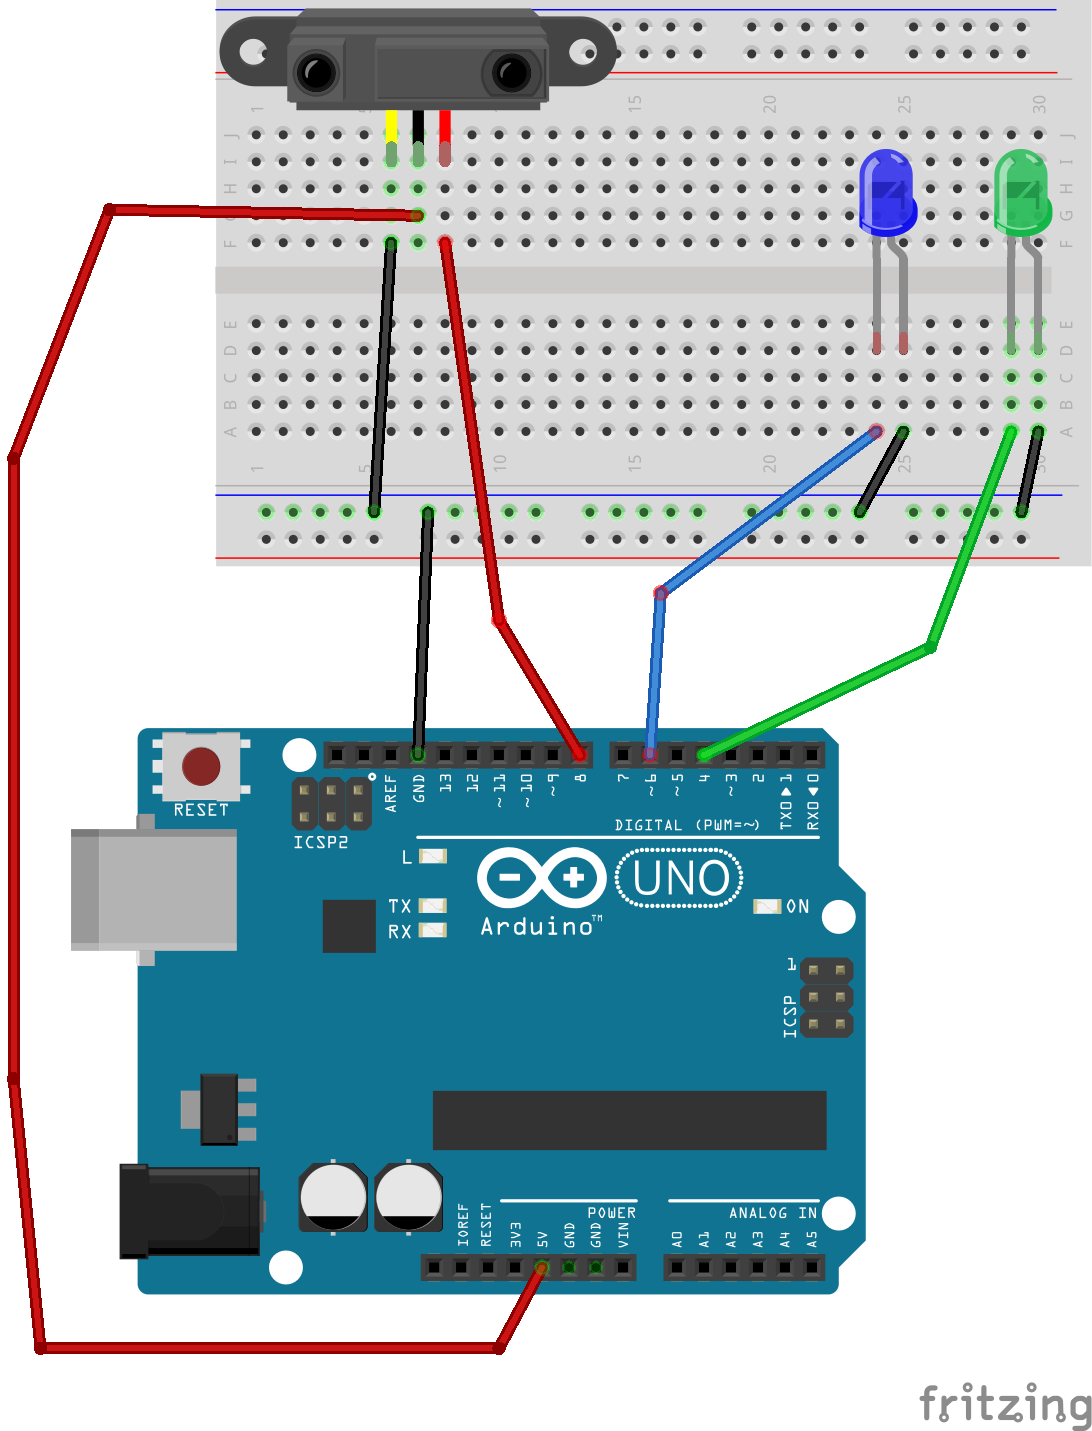 1 5 10 15 20 25 30
J J
I I
H H
G G
F F
E E
D D
C C
B B
A A
1 5 10 15 20 25 30
RESET
ICSP2
AREF GND 13 12 ~11 ~10 ~9 8 7 ~6 ~5 4 ~3 2 TX0▶1 RX0◀0
DIGITAL (PWM=~)
L
TX
RX
Arduino™
UNO
ON
1
ICSP
POWER
ANALOG IN
IOREF RESET 3V3 5V GND GND VIN A0 A1 A2 A3 A4 A5
fritzing